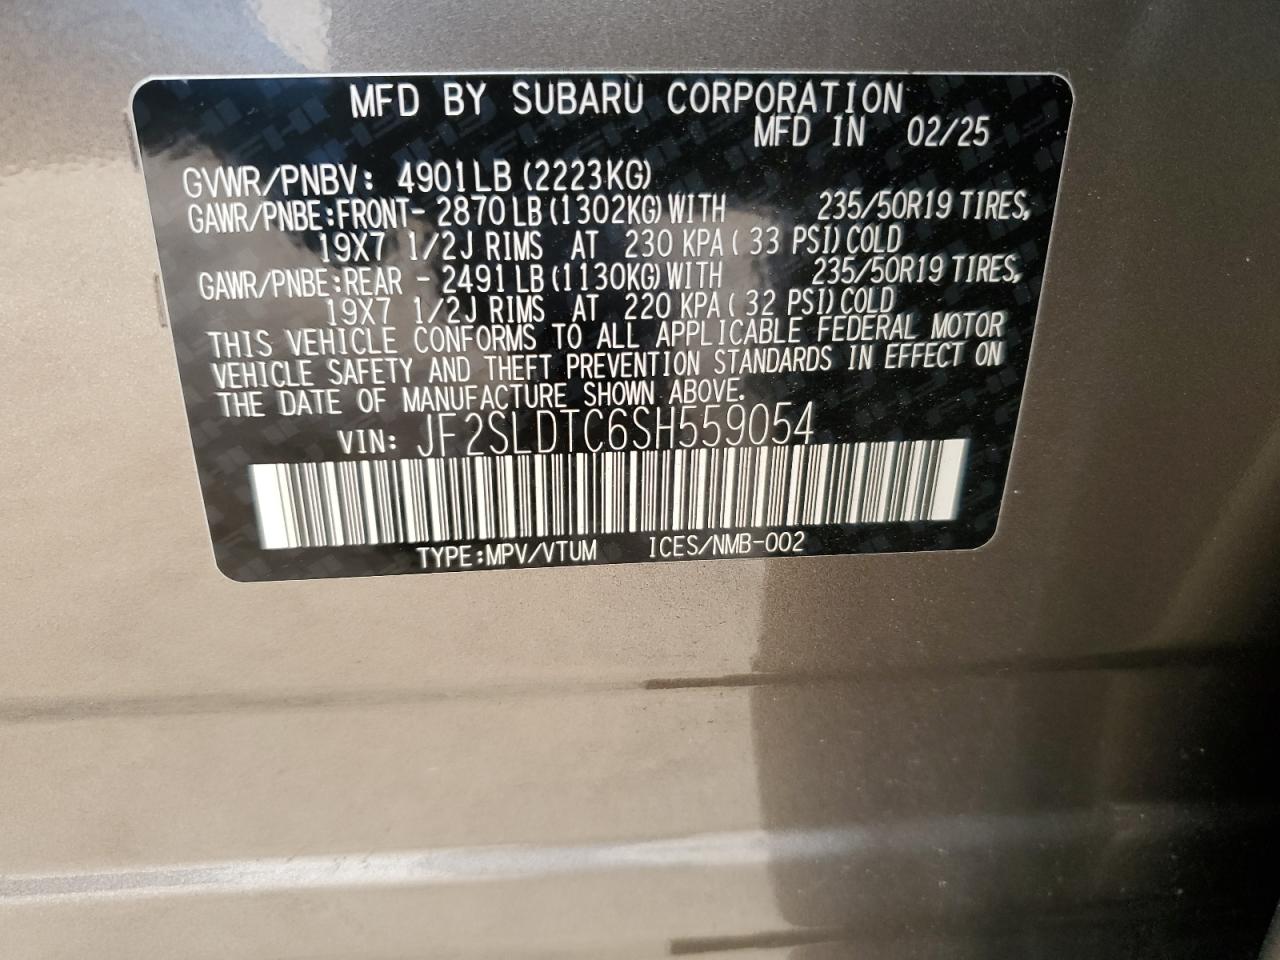 MFD BY SUBARU CORPORATION
MFD IN 02/25
GVWR/PNBV: 4901LB(2223KG)
GAWR/PNBE:FRONT- 2870LB(1302KG)WITH 235/50R19 TIRES,
19X7 1/2J RIMS AT 230 KPA( 33 PSI)COLD
GAWR/PNBE:REAR - 2491LB(1130KG)WITH 235/50R19 TIRES,
19X7 1/2J RIMS AT 220 KPA( 32 PSI)COLD
THIS VEHICLE CONFORMS TO ALL APPLICABLE FEDERAL MOTOR
VEHICLE SAFETY AND THEFT PREVENTION STANDARDS IN EFFECT ON
THE DATE OF MANUFACTURE SHOWN ABOVE.
VIN: JF2SLDTC6SH559054
TYPE:MPV/VTUM ICES/NMB-002